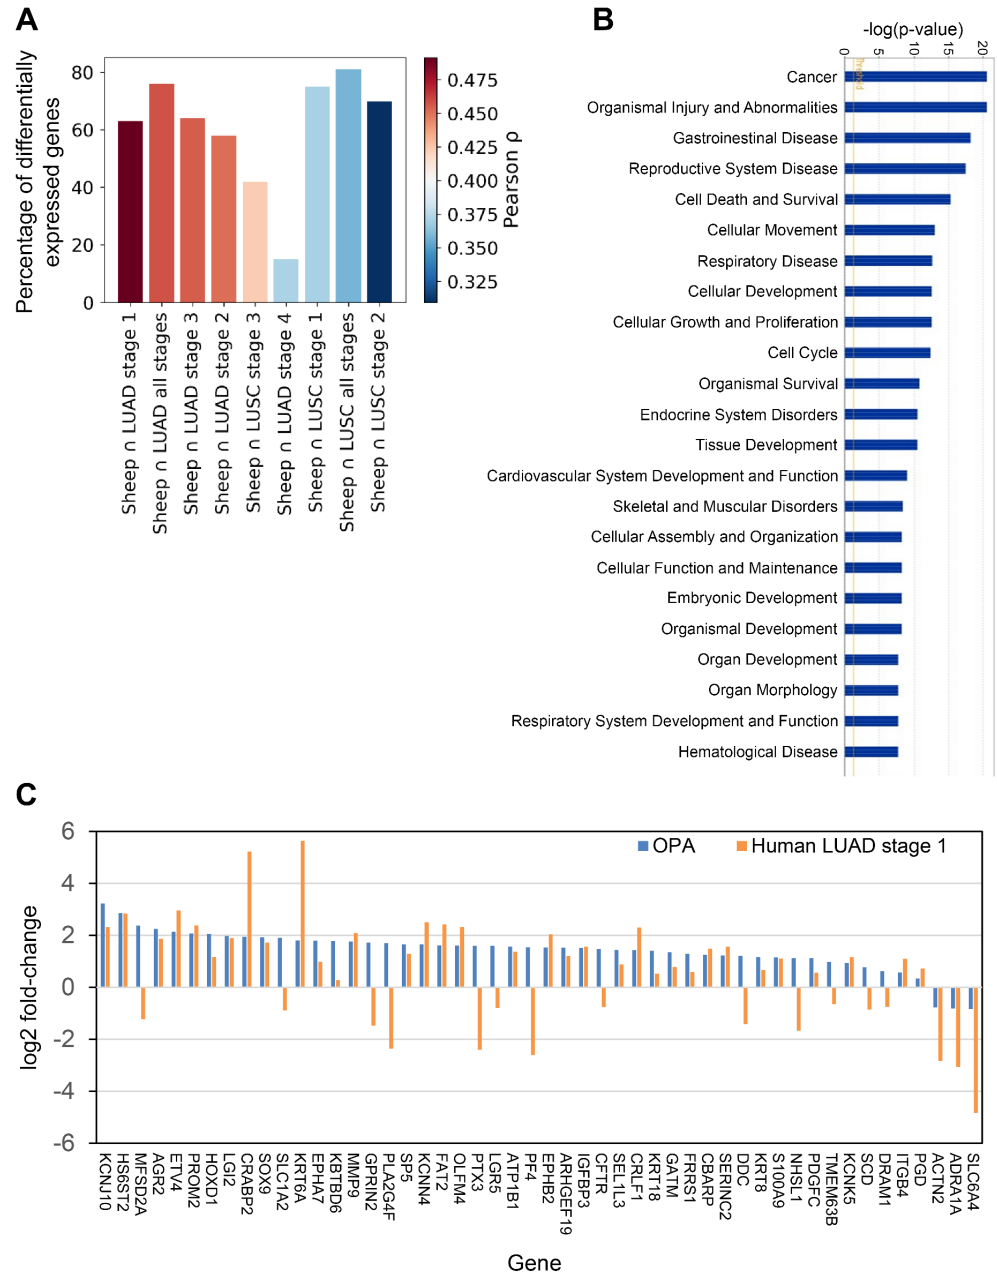 A
Percentage of differentially
expressed genes
80
60
40
20
0
Sheep ∩ LUAD stage 1
Sheep ∩ LUAD all stages
Sheep ∩ LUAD stage 3
Sheep ∩ LUAD stage 2
Sheep ∩ LUSC stage 3
Sheep ∩ LUAD stage 4
Sheep ∩ LUSC stage 1
Sheep ∩ LUSC all stages
Sheep ∩ LUSC stage 2
0.475
0.450
0.425
0.400
0.375
0.350
0.325
Pearson ρ
B
-log(p-value)
0 5 10 15 20
Threshold
Cancer
Organismal Injury and Abnormalities
Gastroinestinal Disease
Reproductive System Disease
Cell Death and Survival
Cellular Movement
Respiratory Disease
Cellular Development
Cellular Growth and Proliferation
Cell Cycle
Organismal Survival
Endocrine System Disorders
Tissue Development
Cardiovascular System Development and Function
Skeletal and Muscular Disorders
Cellular Assembly and Organization
Cellular Function and Maintenance
Embryonic Development
Organismal Development
Organ Development
Organ Morphology
Respiratory System Development and Function
Hematological Disease
C
log2 fold-change
6
4
2
0
-2
-4
-6
OPA
Human LUAD stage 1
KCNJ10
HS6ST2
MFSD2A
AGR2
ETV4
PROM2
HOXD1
LGI2
CRABP2
SOX9
SLC1A2
KRT6A
EPHA7
KBTBD6
MMP9
GPRIN2
PLA2G4F
SP5
KCNN4
FAT2
OLFM4
PTX3
LGR5
ATP1B1
PF4
EPHB2
ARHGEF19
IGFBP3
CFTR
SEL1L3
CRLF1
KRT18
GATM
FRRS1
CBARP
SERINC2
DDC
KRT8
S100A9
NHSL1
PDGFC
TMEM63B
KCNK5
SCD
DRAM1
ITGB4
PGD
ACTN2
ADRA1A
SLC6A4
Gene